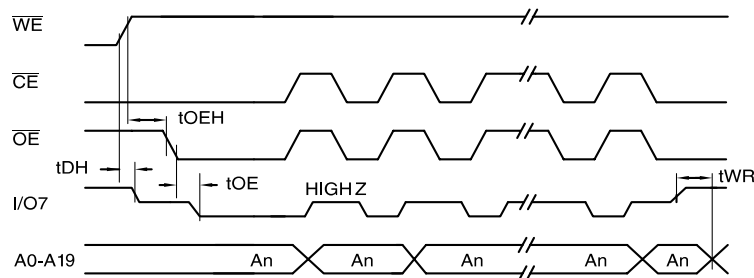 WE
CE
tOEH
OE
tDH
tOE
tWR
HIGH Z
I/O7
A0-A19 An An An An An